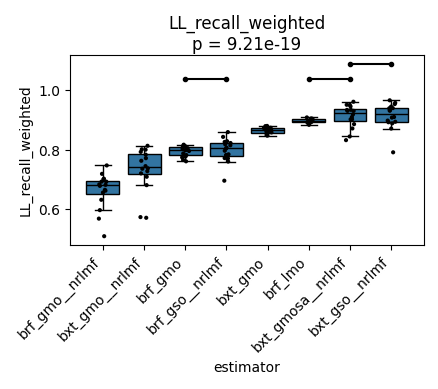 LL_recall_weighted
p = 9.21e-19
LL_recall_weighted
1.0
0.8
0.6
brf_gmo__nrlmf
bxt_gmo__nrlmf
brf_gmo
brf_gso__nrlmf
bxt_gmo
brf_lmo
bxt_gmosa__nrlmf
bxt_gso__nrlmf
estimator